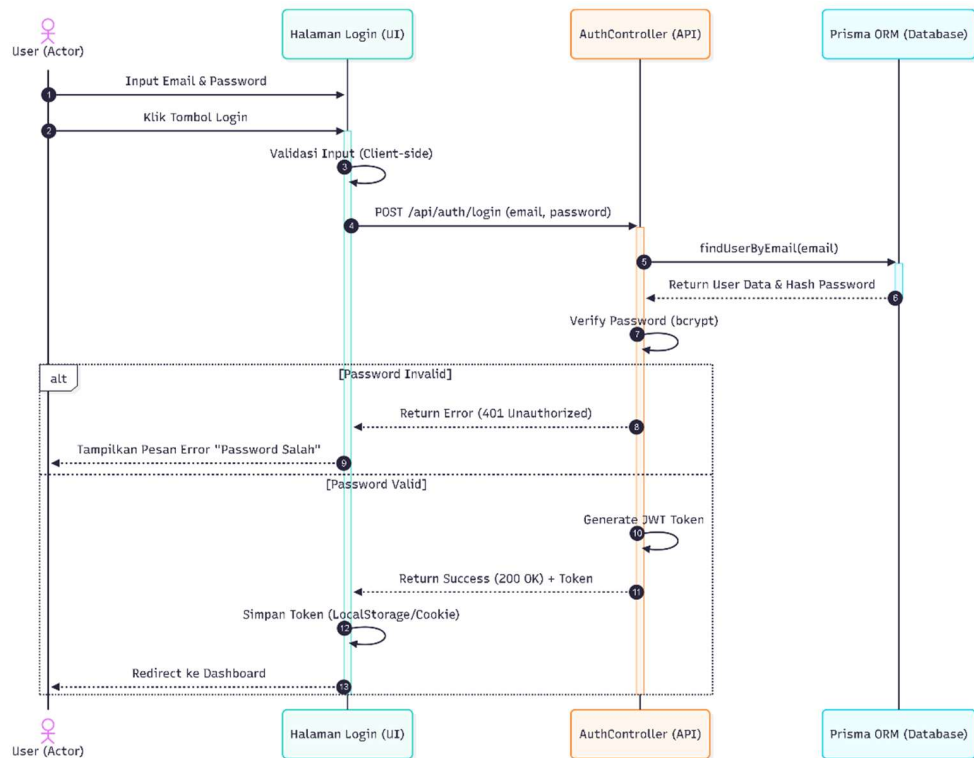 User (Actor)
Halaman Login (UI)
AuthController (API)
Prisma ORM (Database)
1
Input Email & Password
2
Klik Tombol Login
Validasi Input (Client-side)
3
POST /api/auth/login (email, password)
4
findUserByEmail(email)
5
Return User Data & Hash Password
6
Verify Password (bcrypt)
7
alt
[Password Invalid]
Return Error (401 Unauthorized)
8
Tampilkan Pesan Error "Password Salah"
9
[Password Valid]
Generate JWT Token
10
Return Success (200 OK) + Token
11
Simpan Token (LocalStorage/Cookie)
12
Redirect ke Dashboard
13
User (Actor)
Halaman Login (UI)
AuthController (API)
Prisma ORM (Database)